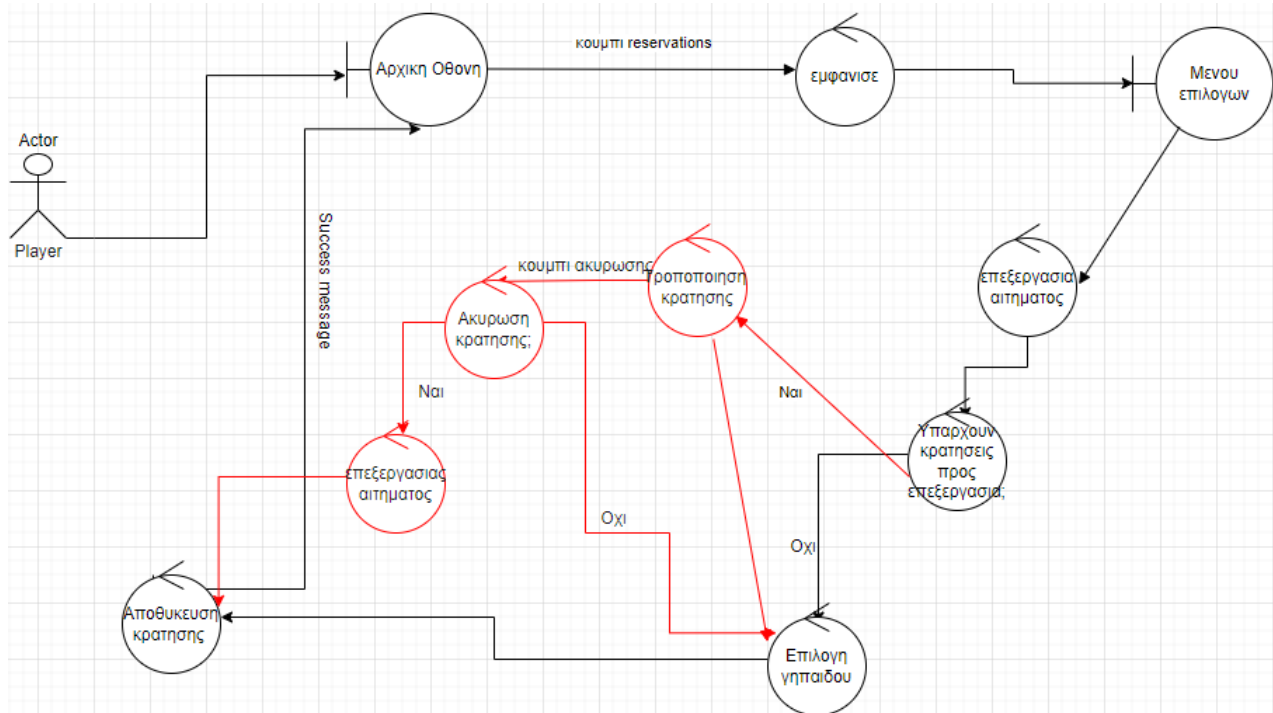 κουμπι reservations
Αρχικη Οθονη
εμφανισε
Μενου
επιλογων
Actor
Player
Success message
κουμπι ακυρωσης
Τροποποιηση
κρατησης
επεξεργασια
αιτηματος
Ακυρωση
κρατησης;
Ναι
Ναι
Υπαρχουν
κρατησεις
προς
επεξεργασια;
επεξεργασιας
αιτηματος
Οχι
Οχι
Αποθυκευση
κρατησης
Επιλογη
γηπαιδου